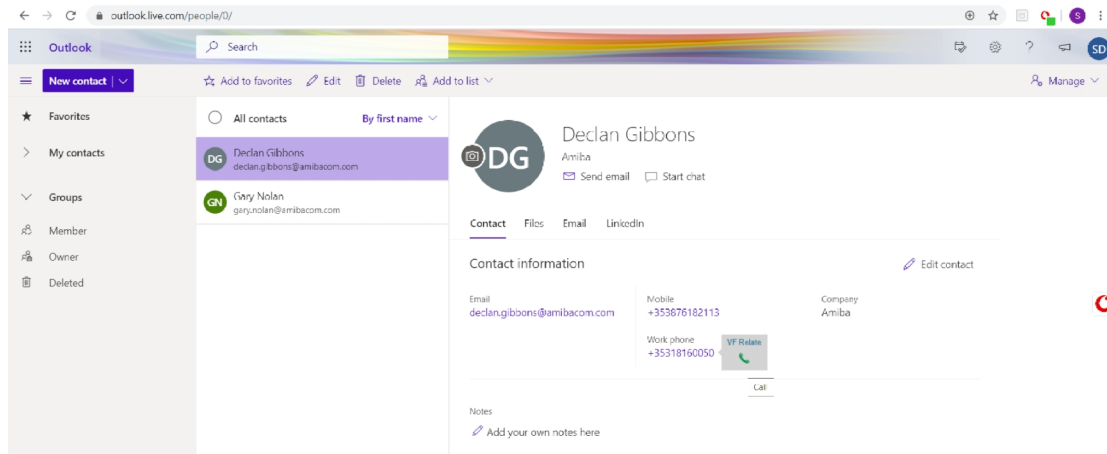 outlook.live.com/people/0/
S
Outlook
Search
SD
New contact
Add to favorites Edit Delete Add to list
Manage
Favorites
My contacts
Groups
Member
Owner
Deleted
All contacts By first name
DG Declan Gibbons
declan.gibbons@amibacom.com
GN Gary Nolan
gary.nolan@amibacom.com
DG
Declan Gibbons
Amiba
Send email Start chat
Contact Files Email LinkedIn
Contact information
Edit contact
Email Mobile Company
declan.gibbons@amibacom.com +353876182113 Amiba
Work phone VF Relate
+35318160050
Call
Notes
Add your own notes here